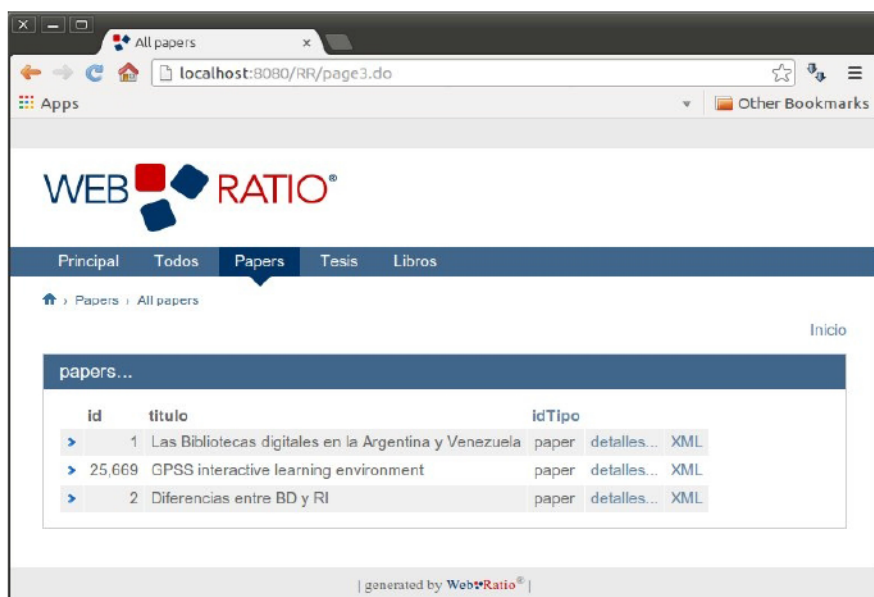 All papers
localhost:8080/RR/page3.do
Apps Other Bookmarks
WEB RATIO®
Principal Todos Papers Tesis Libros
Papers › All papers
Inicio
papers...
id titulo idTipo
1 Las Bibliotecas digitales en la Argentina y Venezuela paper detalles... XML
25,669 GPSS interactive learning environment paper detalles... XML
2 Diferencias entre BD y RI paper detalles... XML
| generated by WebRatio® |